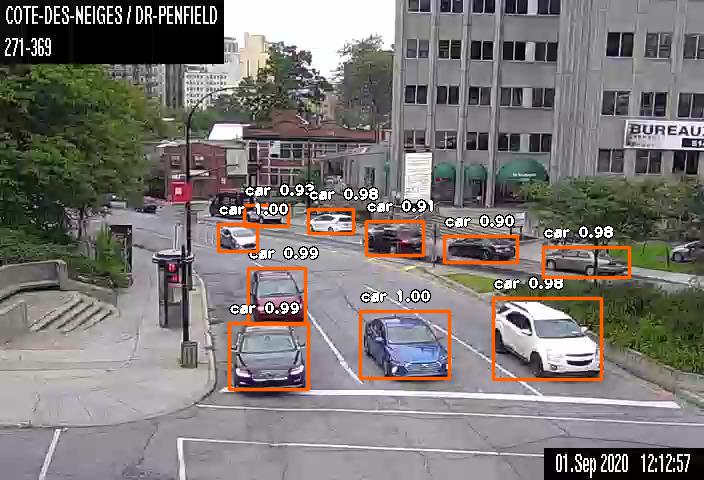 COTE-DES-NEIGES / DR-PENFIELD
271-369
BUREAU
car 0.93
car 0.98
car 1.00
car 0.91
car 0.90
car 0.98
car 0.99
car 0.98
car 0.99
car 1.00
01.Sep 2020 12:12:57